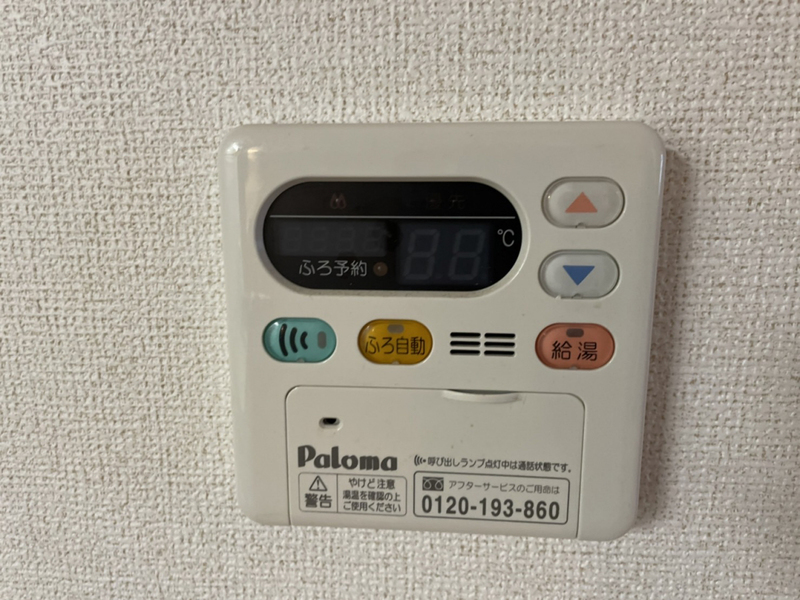 88
℃
ふろ予約
ふろ自動
給湯
Paloma
呼び出しランプ点灯中は通話状態です。
警告
やけど注意
湯温を確認の上
ご使用ください
アフターサービスのご用命は
0120-193-860